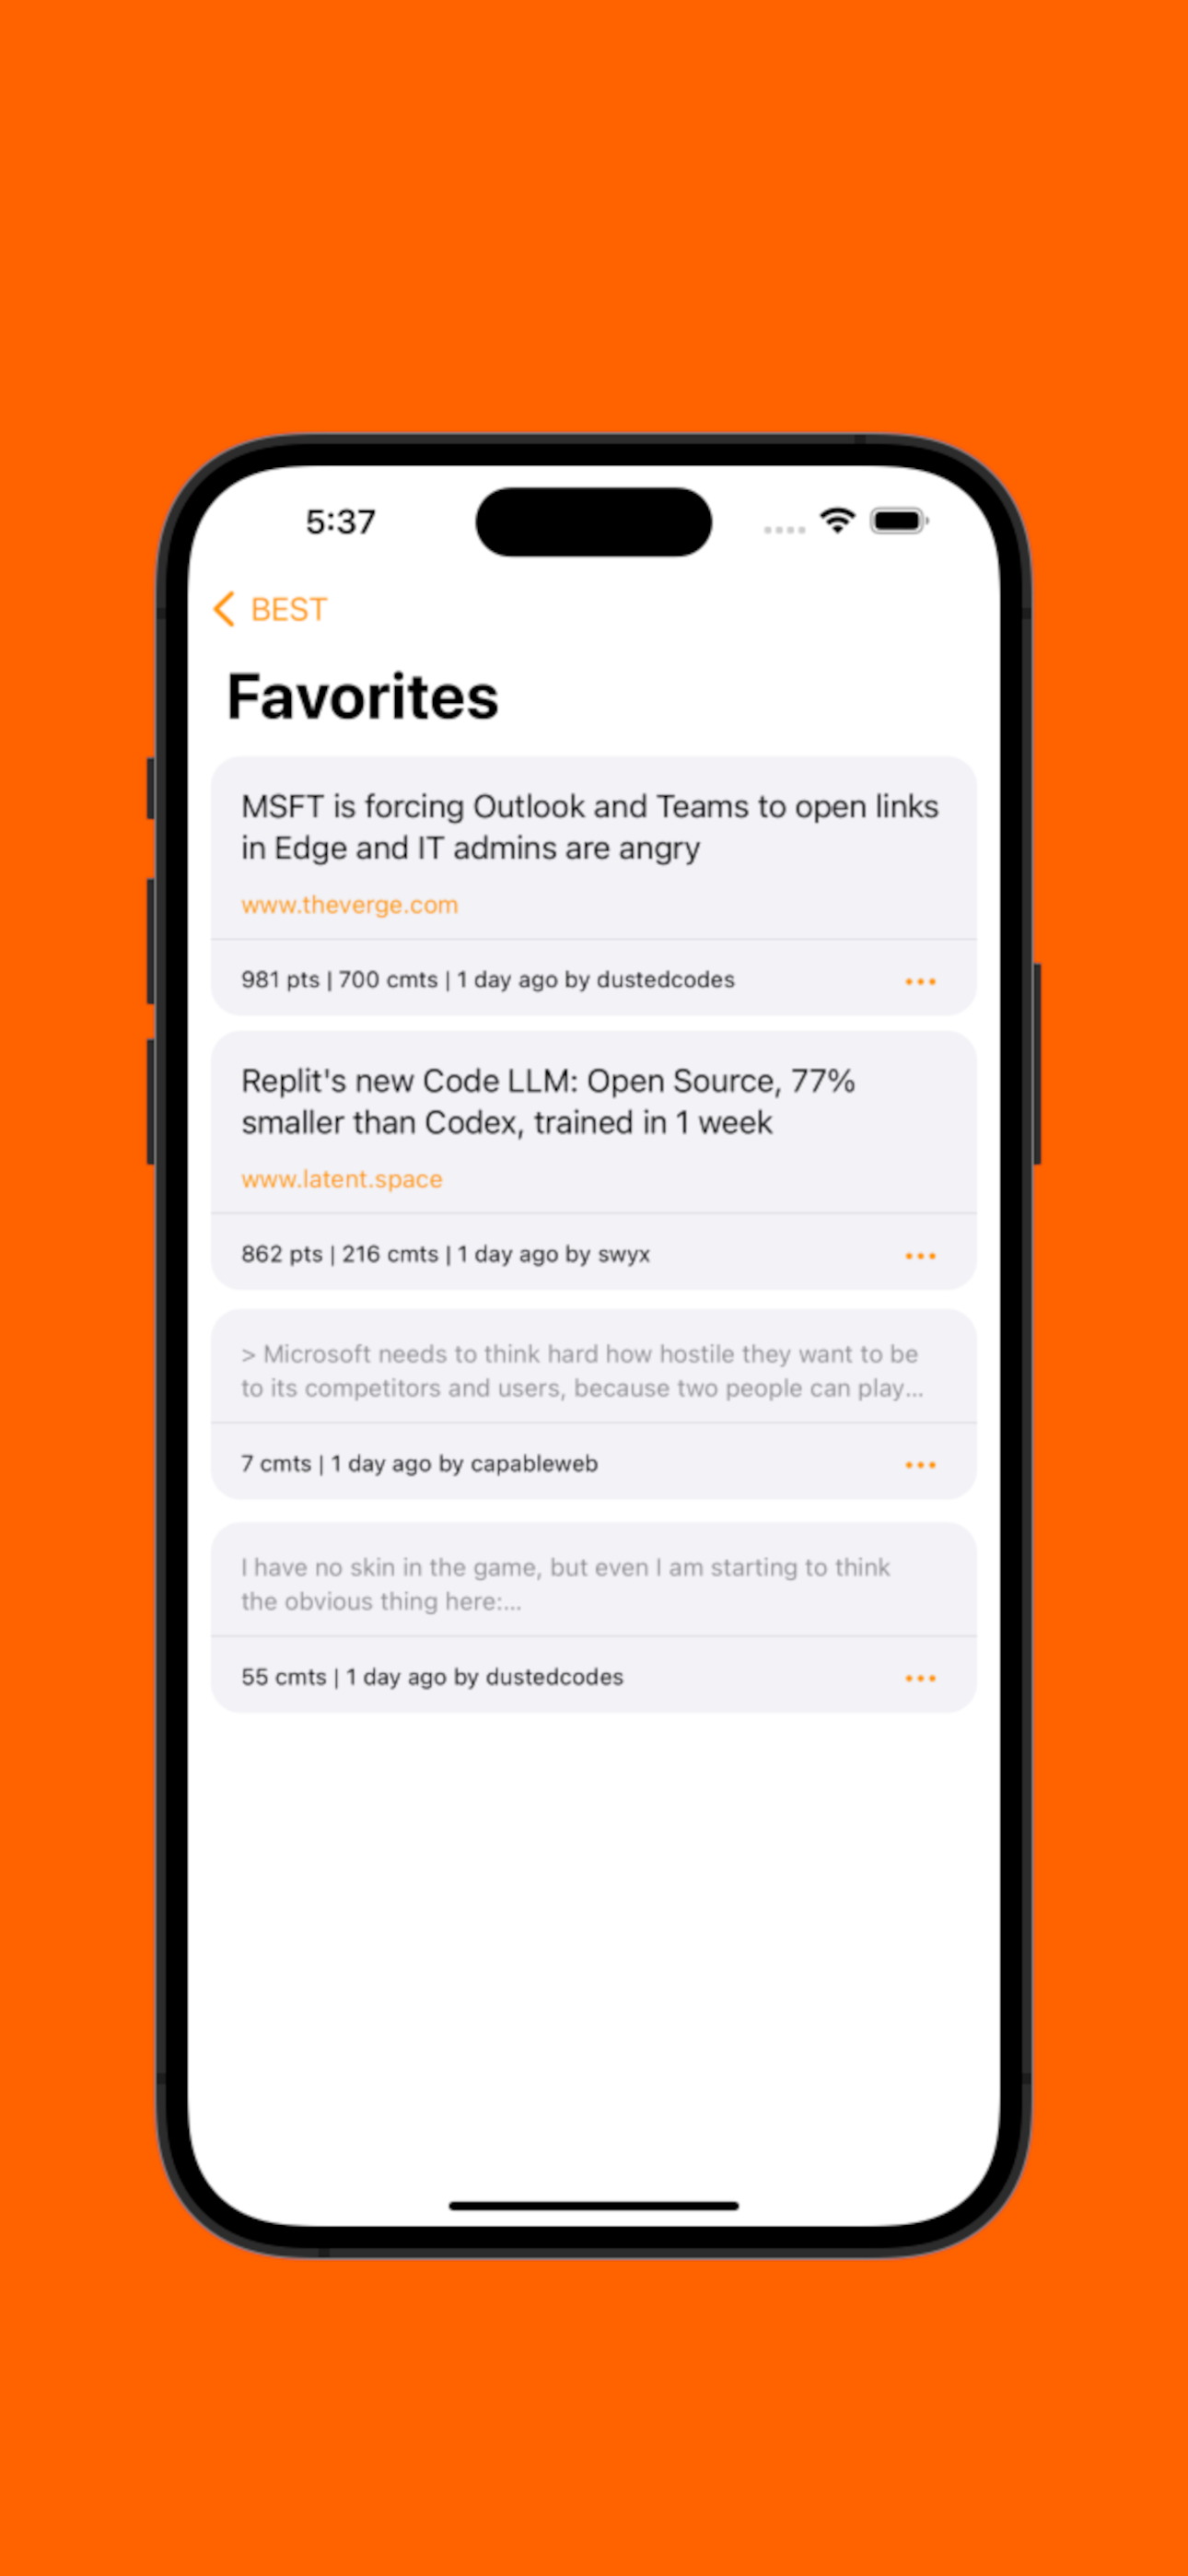 5:37
BEST
Favorites
MSFT is forcing Outlook and Teams to open links
in Edge and IT admins are angry
www.theverge.com
981 pts | 700 cmts | 1 day ago by dustedcodes
Replit's new Code LLM: Open Source, 77%
smaller than Codex, trained in 1 week
www.latent.space
862 pts | 216 cmts | 1 day ago by swyx
> Microsoft needs to think hard how hostile they want to be
to its competitors and users, because two people can play...
7 cmts | 1 day ago by capableweb
I have no skin in the game, but even I am starting to think
the obvious thing here:...
55 cmts | 1 day ago by dustedcodes